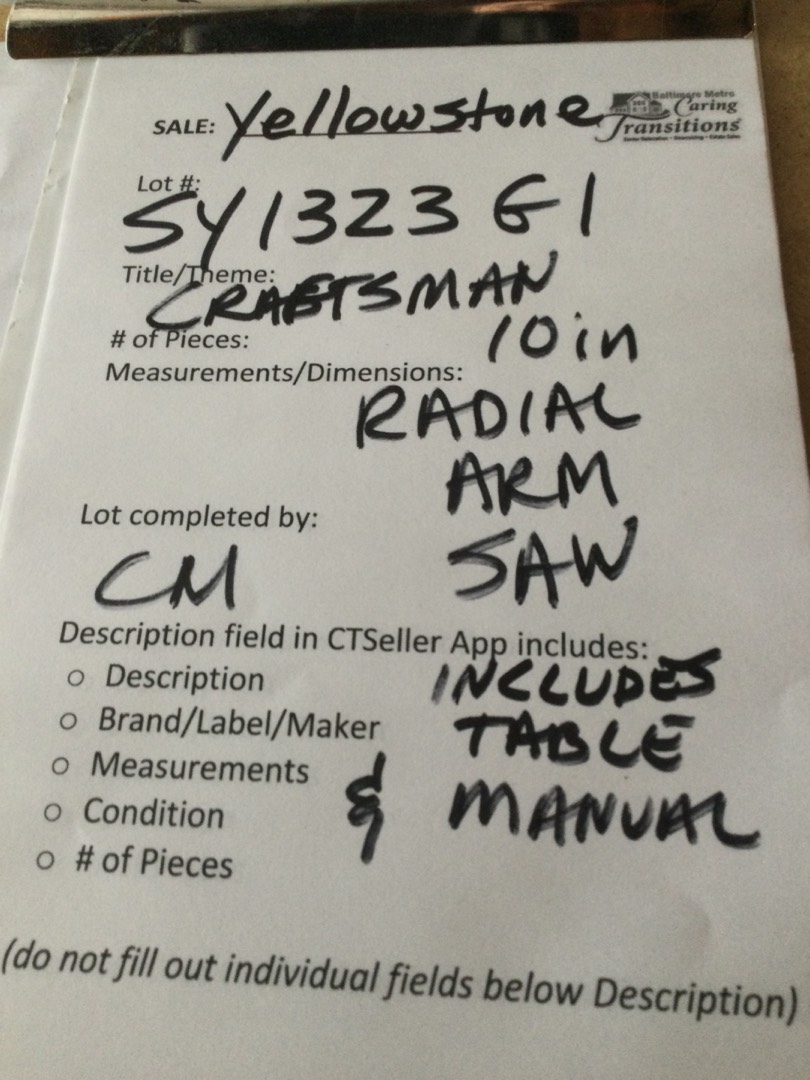 SALE: Yellowstone
Baltimore Metro
Caring
Transitions
Lot #:
SY1323 G1
Title/Theme:
CRAFTSMAN
# of Pieces:
10 in
Measurements/Dimensions:
RADIAL
ARM
Lot completed by:
SAW
CM
Description field in CTSeller App includes:
o Description
INCLUDES
o Brand/Label/Maker
TABLE
o Measurements
& MANUAL
o Condition
o # of Pieces
(do not fill out individual fields below Description)